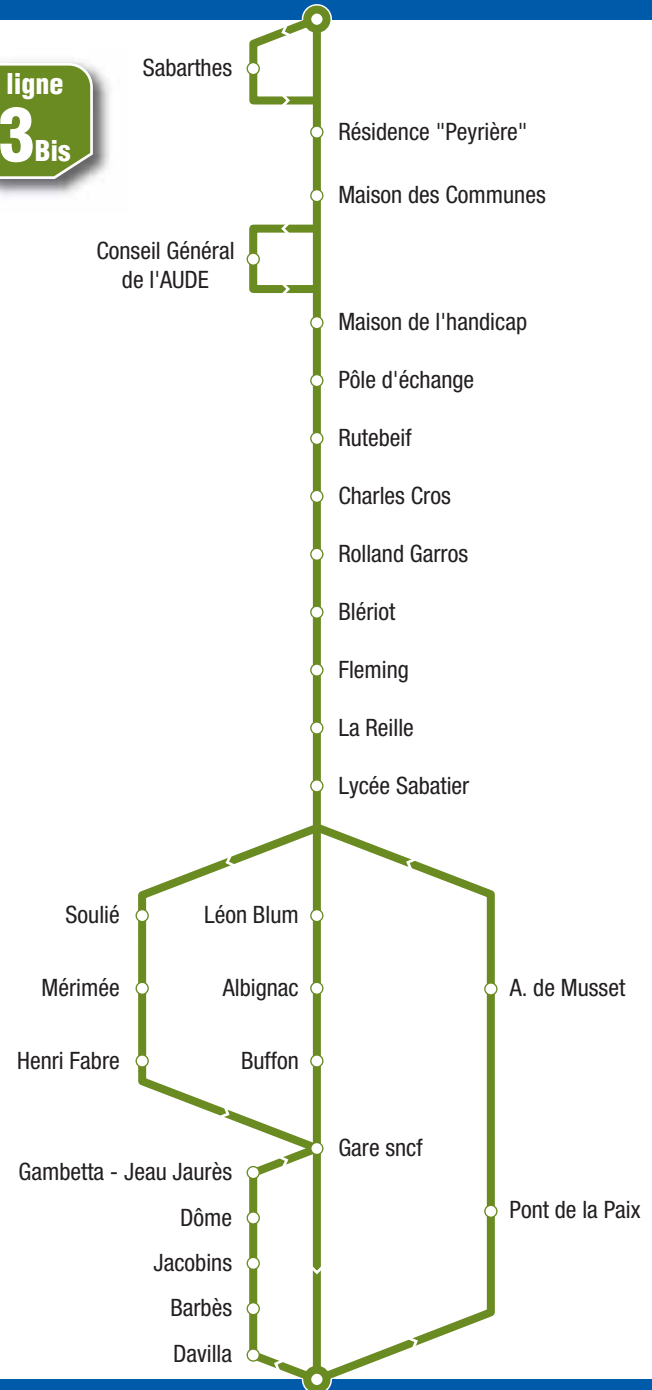 ligne
3Bis
Sabarthes
Résidence "Peyrière"
Maison des Communes
Conseil Général
de l'AUDE
Maison de l'handicap
Pôle d'échange
Rutebeif
Charles Cros
Rolland Garros
Blériot
Fleming
La Reille
Lycée Sabatier
Soulié
Léon Blum
Mérimée
Albignac
A. de Musset
Henri Fabre
Buffon
Gare sncf
Gambetta - Jeau Jaurès
Dôme
Pont de la Paix
Jacobins
Barbès
Davilla